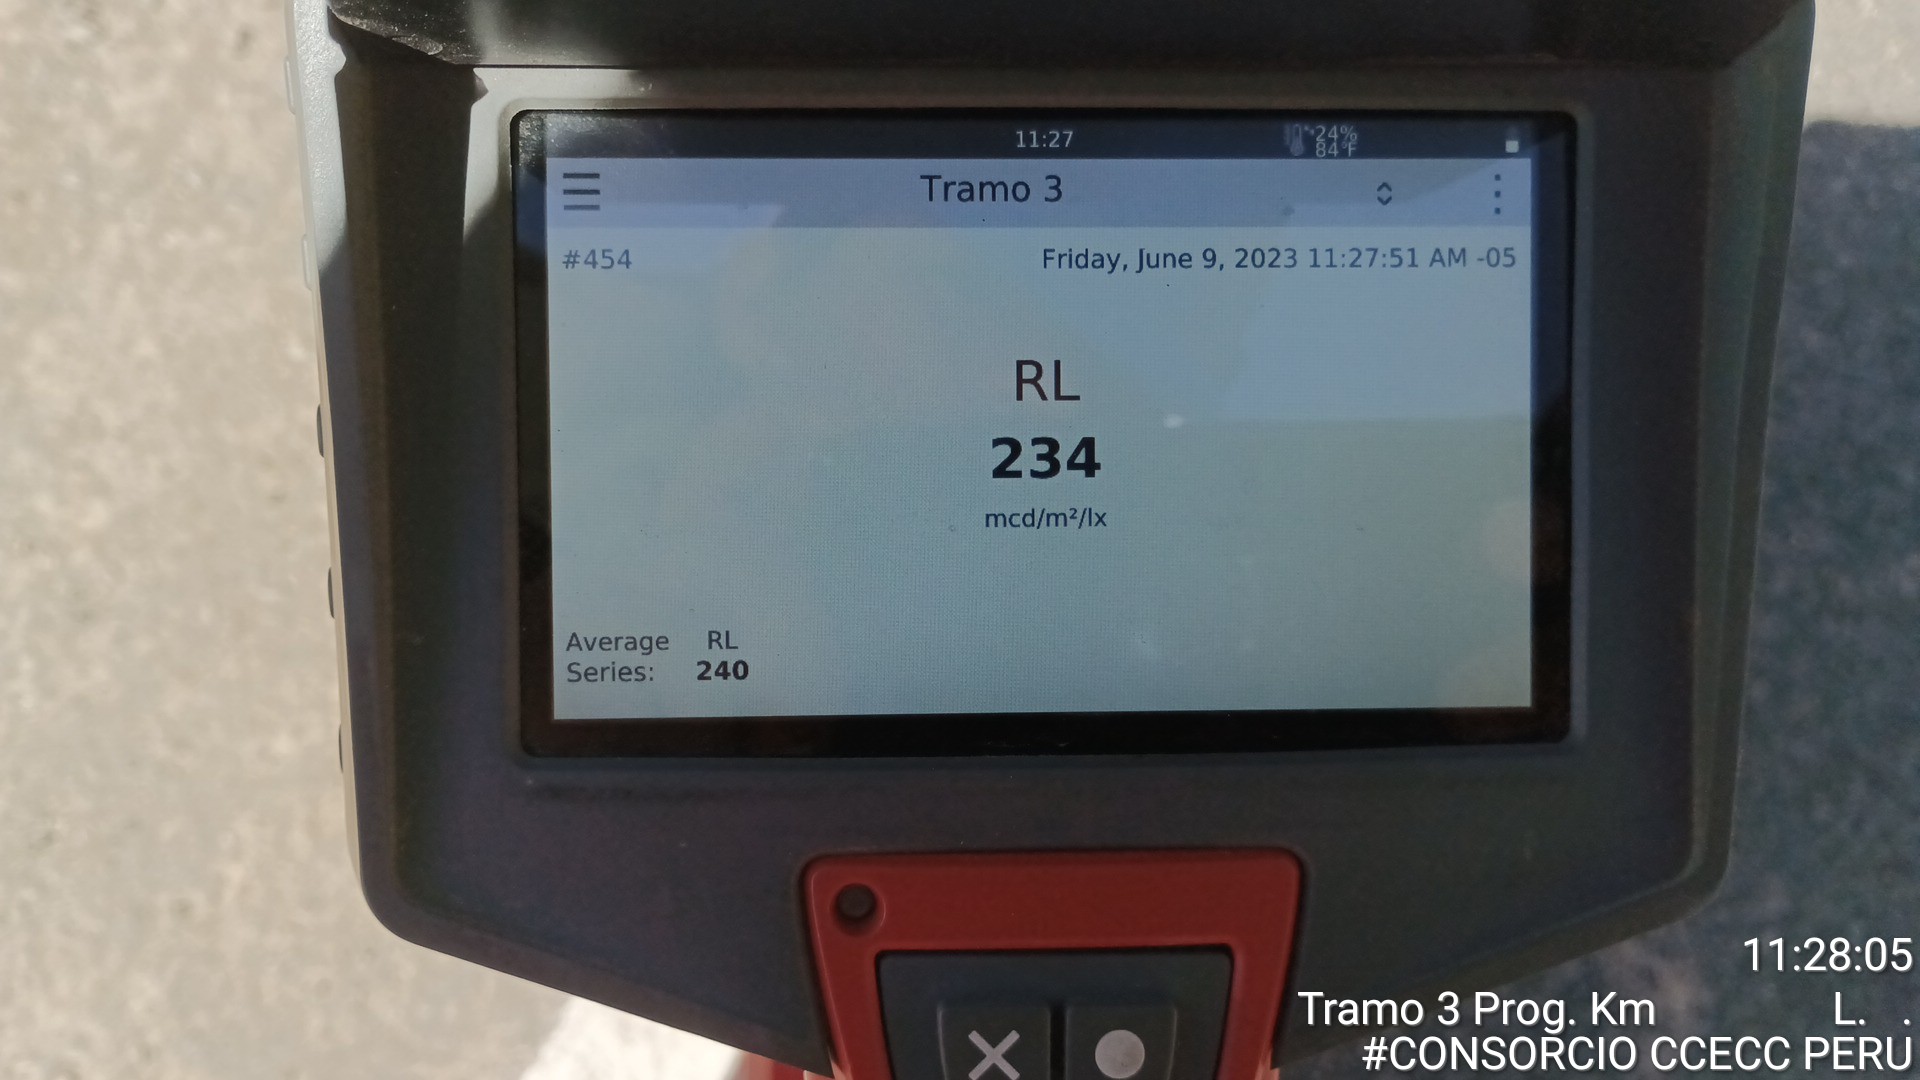 11:27
24%
84°F
Tramo 3
#454
Friday, June 9, 2023 11:27:51 AM -05
RL
234
mcd/m²/lx
Average RL
Series: 240
11:28:05
Tramo 3 Prog. Km L. .
#CONSORCIO CCECC PERU